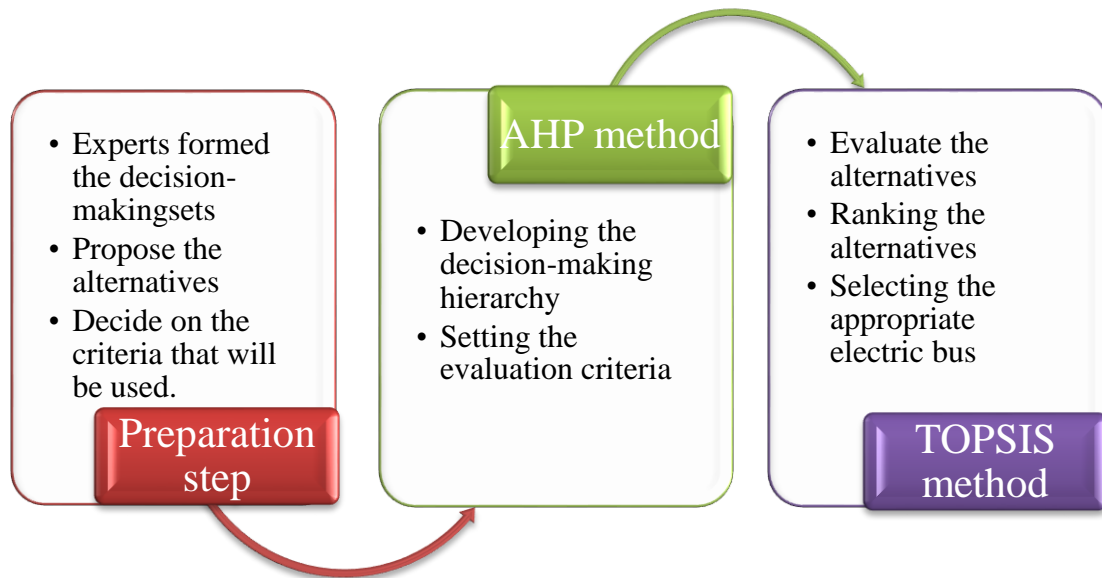 • Experts formed
the decision-
makingsets
• Propose the
alternatives
• Decide on the
criteria that will
be used.
Preparation
step
AHP method
• Developing the
decision-making
hierarchy
• Setting the
evaluation criteria
• Evaluate the
alternatives
• Ranking the
alternatives
• Selecting the
appropriate
electric bus
TOPSIS
method